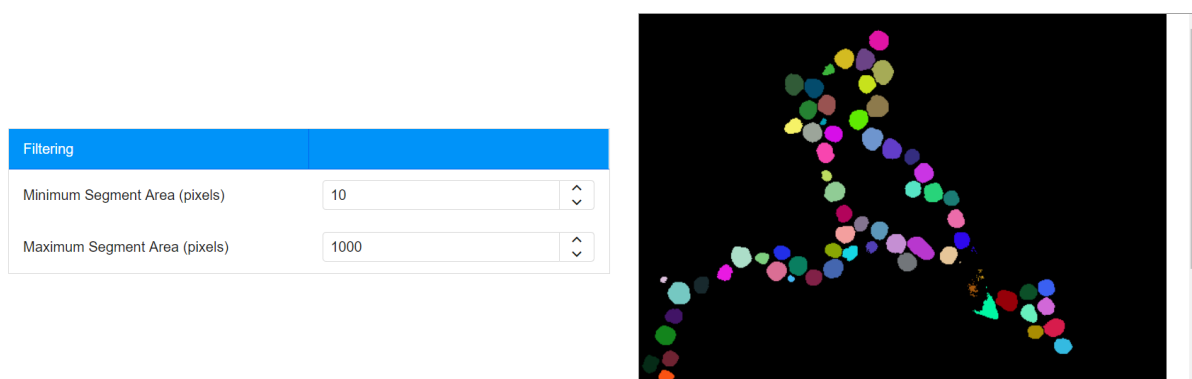 Filtering
Minimum Segment Area (pixels) 10
Maximum Segment Area (pixels) 1000